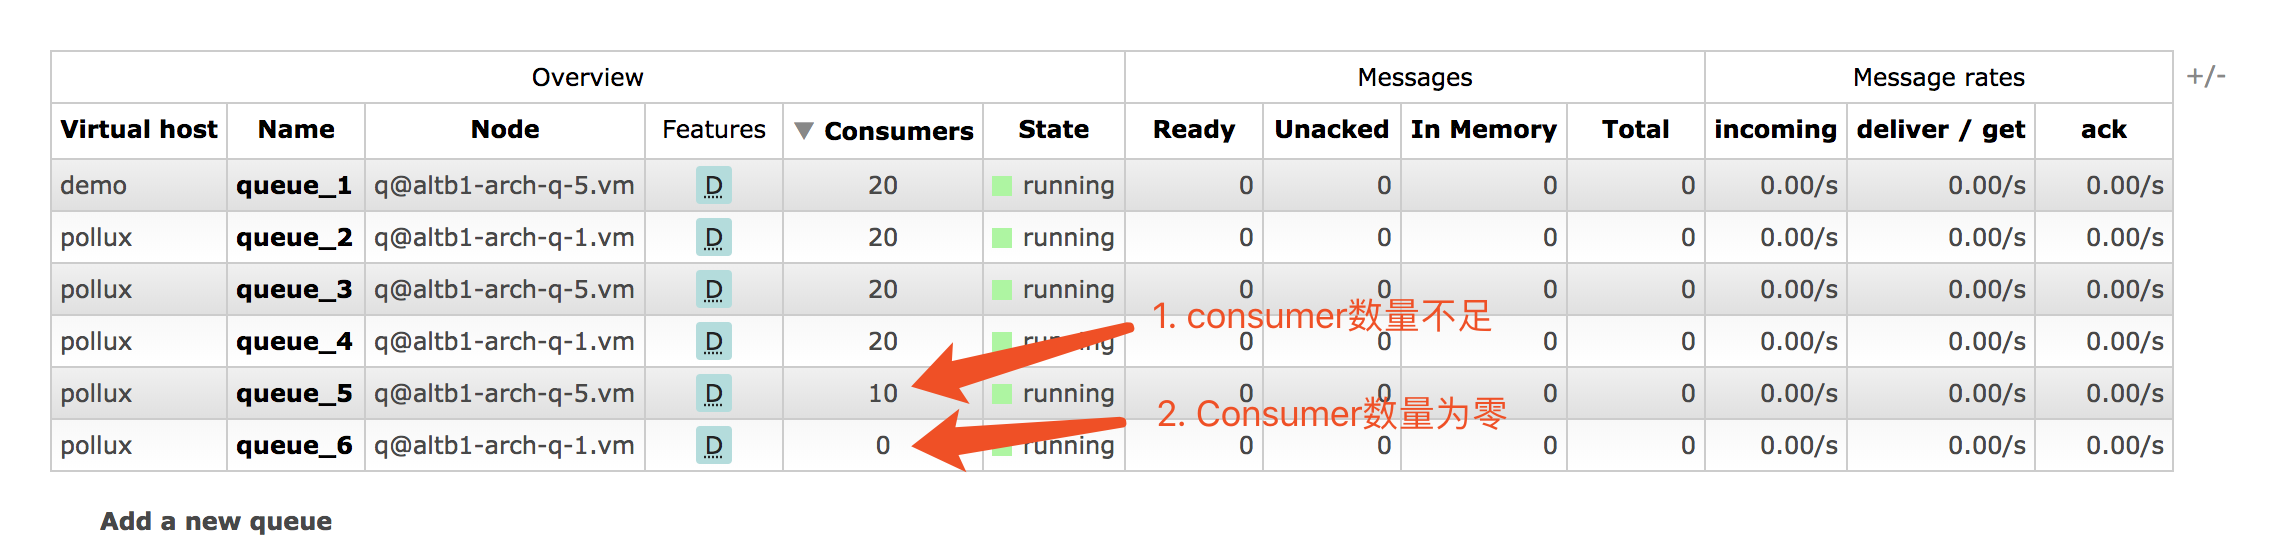 Overview Messages Message rates +/-
Virtual host Name Node Features ▼ Consumers State Ready Unacked In Memory Total incoming deliver / get ack
demo queue_1 q@altb1-arch-q-5.vm D 20 running 0 0 0 0 0.00/s 0.00/s 0.00/s
pollux queue_2 q@altb1-arch-q-1.vm D 20 running 0 0 0 0 0.00/s 0.00/s 0.00/s
pollux queue_3 q@altb1-arch-q-5.vm D 20 running 0 0 0 0 0.00/s 0.00/s 0.00/s
1. consumer数量不足
pollux queue_4 q@altb1-arch-q-1.vm D 20 running 0 0 0 0 0.00/s 0.00/s 0.00/s
pollux queue_5 q@altb1-arch-q-5.vm D 10 running 0 0 0 0 0.00/s 0.00/s 0.00/s
2. Consumer数量为零
pollux queue_6 q@altb1-arch-q-1.vm D 0 running 0 0 0 0 0.00/s 0.00/s 0.00/s
Add a new queue